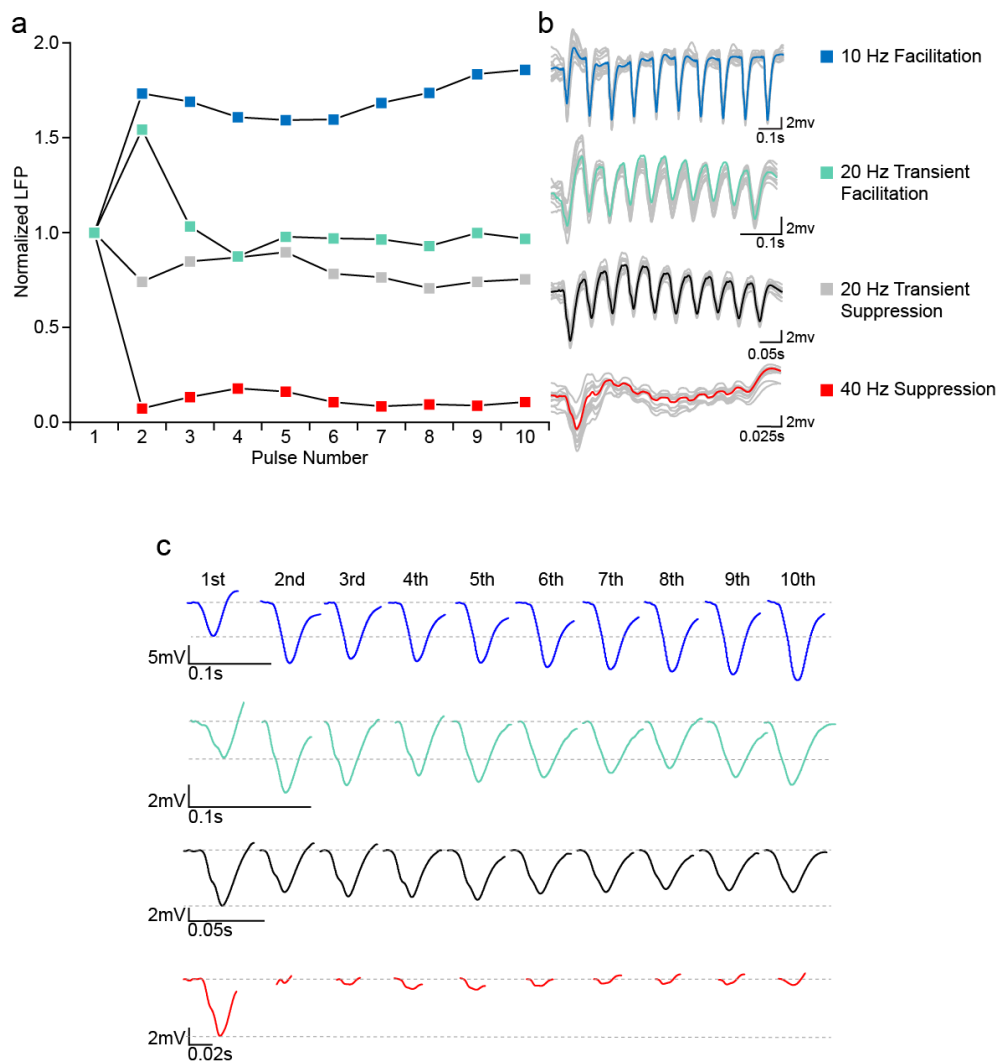 a
2.0
1.5
1.0
0.5
0.0
Normalized LFP
1 2 3 4 5 6 7 8 9 10
Pulse Number
b
2mv
0.1s
2mv
0.1s
2mv
0.05s
2mv
0.025s
10 Hz Facilitation
20 Hz Transient
Facilitation
20 Hz Transient
Suppression
40 Hz Suppression
c
1st 2nd 3rd 4th 5th 6th 7th 8th 9th 10th
5mV
0.1s
2mV
0.1s
2mV
0.05s
2mV
0.02s